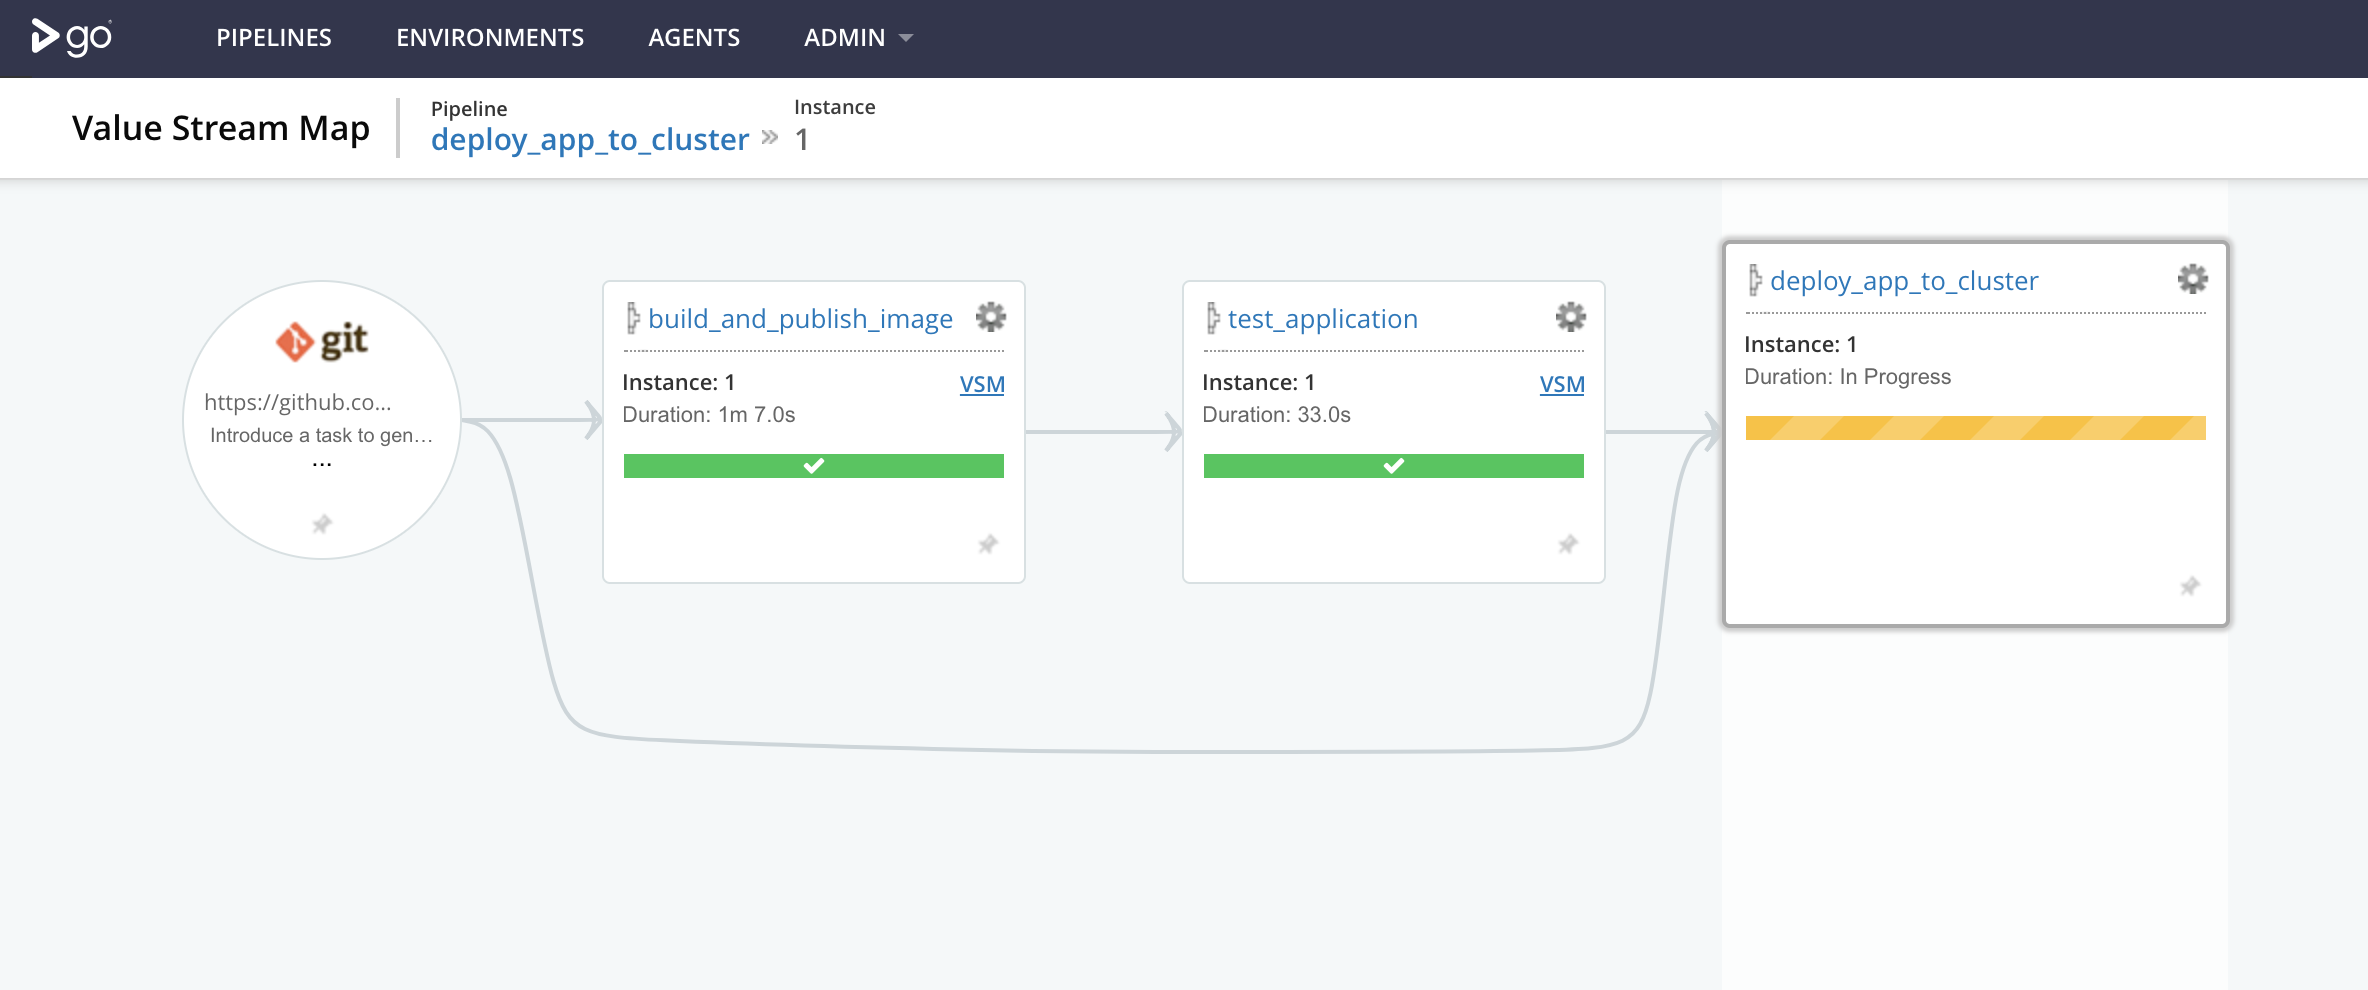 go
PIPELINES
ENVIRONMENTS
AGENTS
ADMIN
Value Stream Map
Pipeline
deploy_app_to_cluster
Instance
1
git
https://github.co...
Introduce a task to gen...
...
build_and_publish_image
Instance: 1
VSM
Duration: 1m 7.0s
test_application
Instance: 1
VSM
Duration: 33.0s
deploy_app_to_cluster
Instance: 1
Duration: In Progress